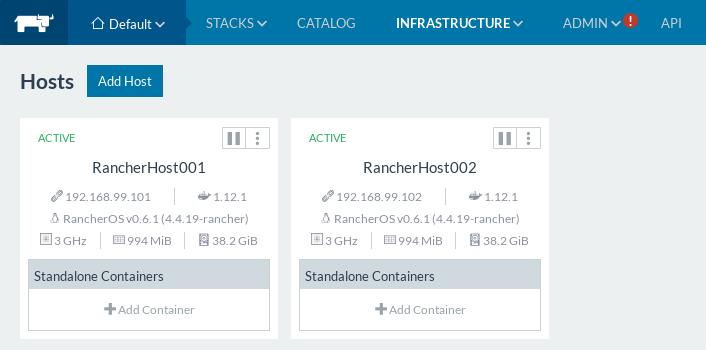 Default STACKS CATALOG INFRASTRUCTURE ADMIN ! API
Hosts Add Host
ACTIVE
RancherHost001
192.168.99.101 1.12.1
RancherOS v0.6.1 (4.4.19-rancher)
3 GHz 994 MiB 38.2 GiB
Standalone Containers
Add Container
ACTIVE
RancherHost002
192.168.99.102 1.12.1
RancherOS v0.6.1 (4.4.19-rancher)
3 GHz 994 MiB 38.2 GiB
Standalone Containers
Add Container